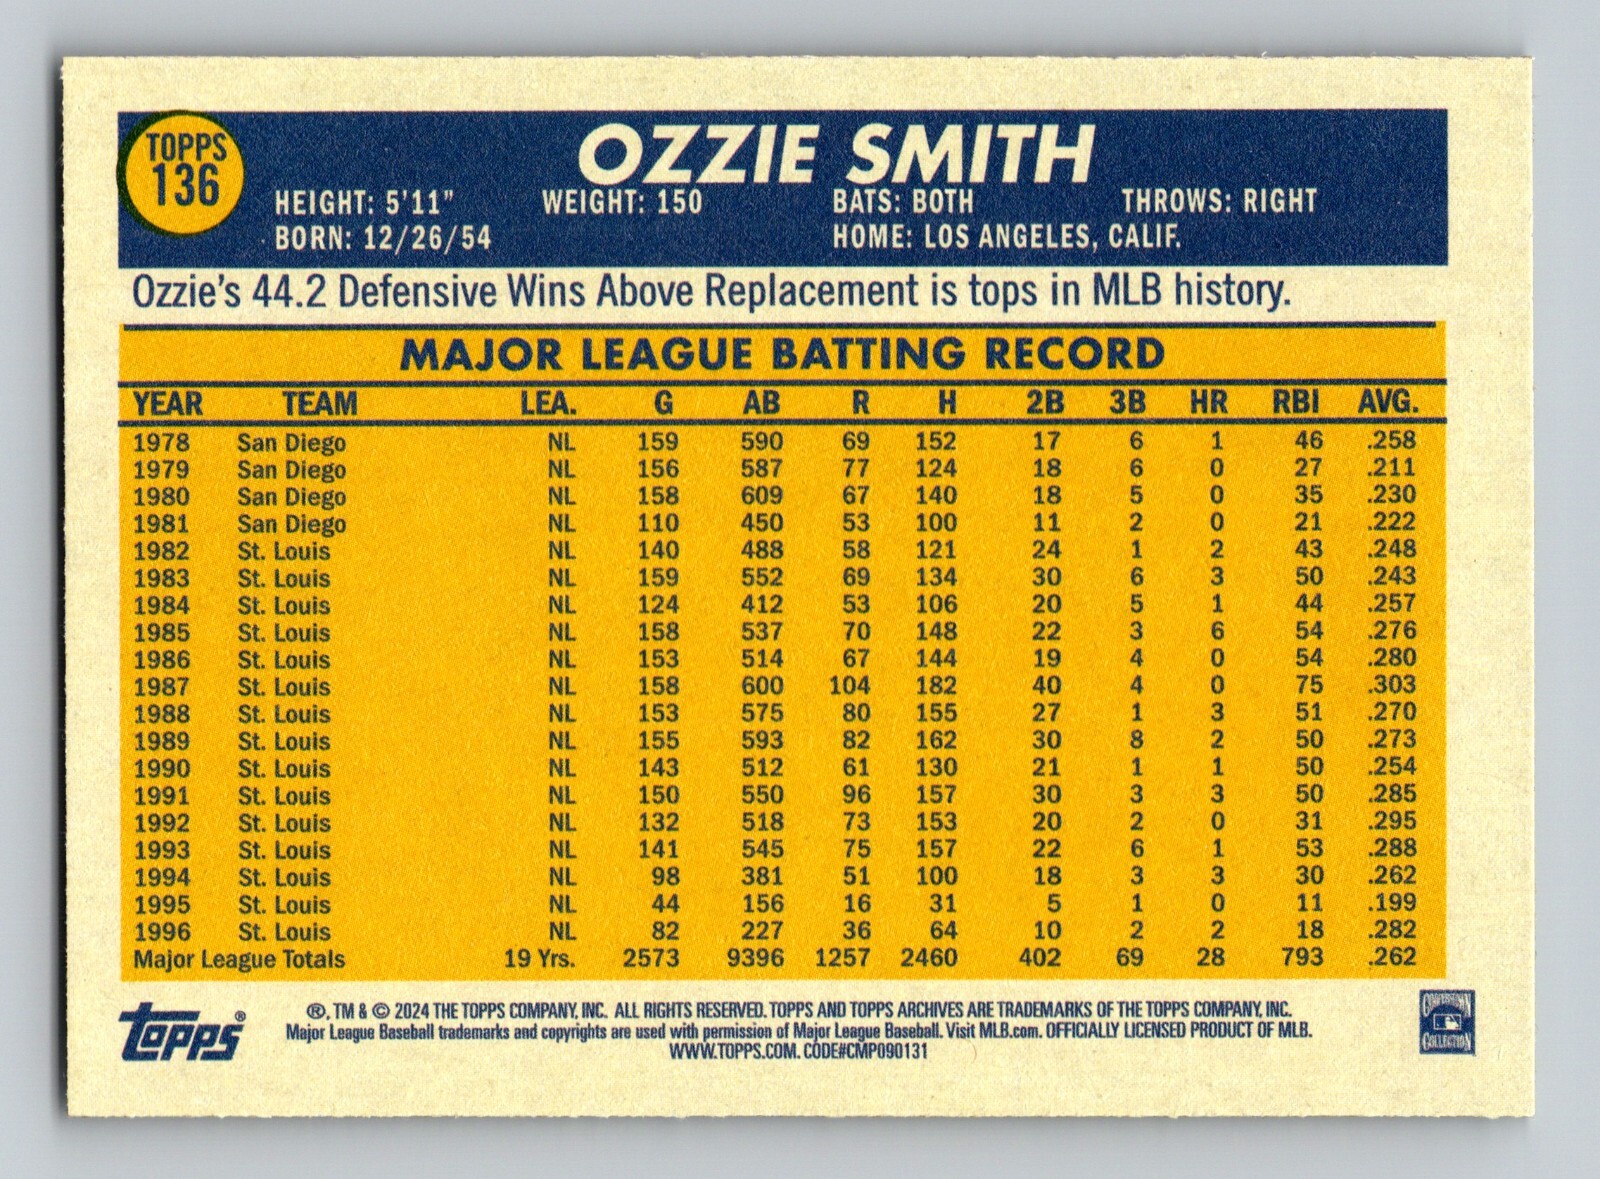 TOPPS
136
OZZIE SMITH
HEIGHT: 5'11" WEIGHT: 150 BATS: BOTH THROWS: RIGHT
BORN: 12/26/54 HOME: LOS ANGELES, CALIF.
Ozzie's 44.2 Defensive Wins Above Replacement is tops in MLB history.
MAJOR LEAGUE BATTING RECORD
YEAR TEAM LEA. G AB R H 2B 3B HR RBI AVG.
1978 San Diego NL 159 590 69 152 17 6 1 46 .258
1979 San Diego NL 156 587 77 124 18 6 0 27 .211
1980 San Diego NL 158 609 67 140 18 5 0 35 .230
1981 San Diego NL 110 450 53 100 11 2 0 21 .222
1982 St. Louis NL 140 488 58 121 24 1 2 43 .248
1983 St. Louis NL 159 552 69 134 30 6 3 50 .243
1984 St. Louis NL 124 412 53 106 20 5 1 44 .257
1985 St. Louis NL 158 537 70 148 22 3 6 54 .276
1986 St. Louis NL 153 514 67 144 19 4 0 54 .280
1987 St. Louis NL 158 600 104 182 40 4 0 75 .303
1988 St. Louis NL 153 575 80 155 27 1 3 51 .270
1989 St. Louis NL 155 593 82 162 30 8 2 50 .273
1990 St. Louis NL 143 512 61 130 21 1 1 50 .254
1991 St. Louis NL 150 550 96 157 30 3 3 50 .285
1992 St. Louis NL 132 518 73 153 20 2 0 31 .295
1993 St. Louis NL 141 545 75 157 22 6 1 53 .288
1994 St. Louis NL 98 381 51 100 18 3 3 30 .262
1995 St. Louis NL 44 156 16 31 5 1 0 11 .199
1996 St. Louis NL 82 227 36 64 10 2 2 18 .282
Major League Totals 19 Yrs. 2573 9396 1257 2460 402 69 28 793 .262
topps®
®, TM & © 2024 THE TOPPS COMPANY, INC. ALL RIGHTS RESERVED. TOPPS AND TOPPS ARCHIVES ARE TRADEMARKS OF THE TOPPS COMPANY, INC.
Major League Baseball trademarks and copyrights are used with permission of Major League Baseball. Visit MLB.com. OFFICIALLY LICENSED PRODUCT OF MLB.
WWW.TOPPS.COM. CODE#CMP090131
COOPERSTOWN
COLLECTION